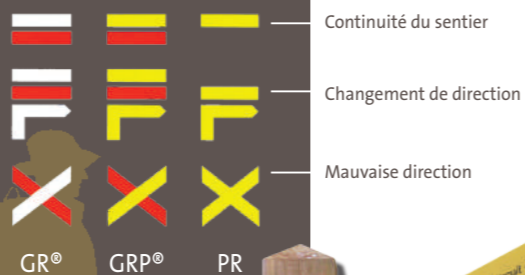 Continuité du sentier
Changement de direction
Mauvaise direction
GR® GRP® PR